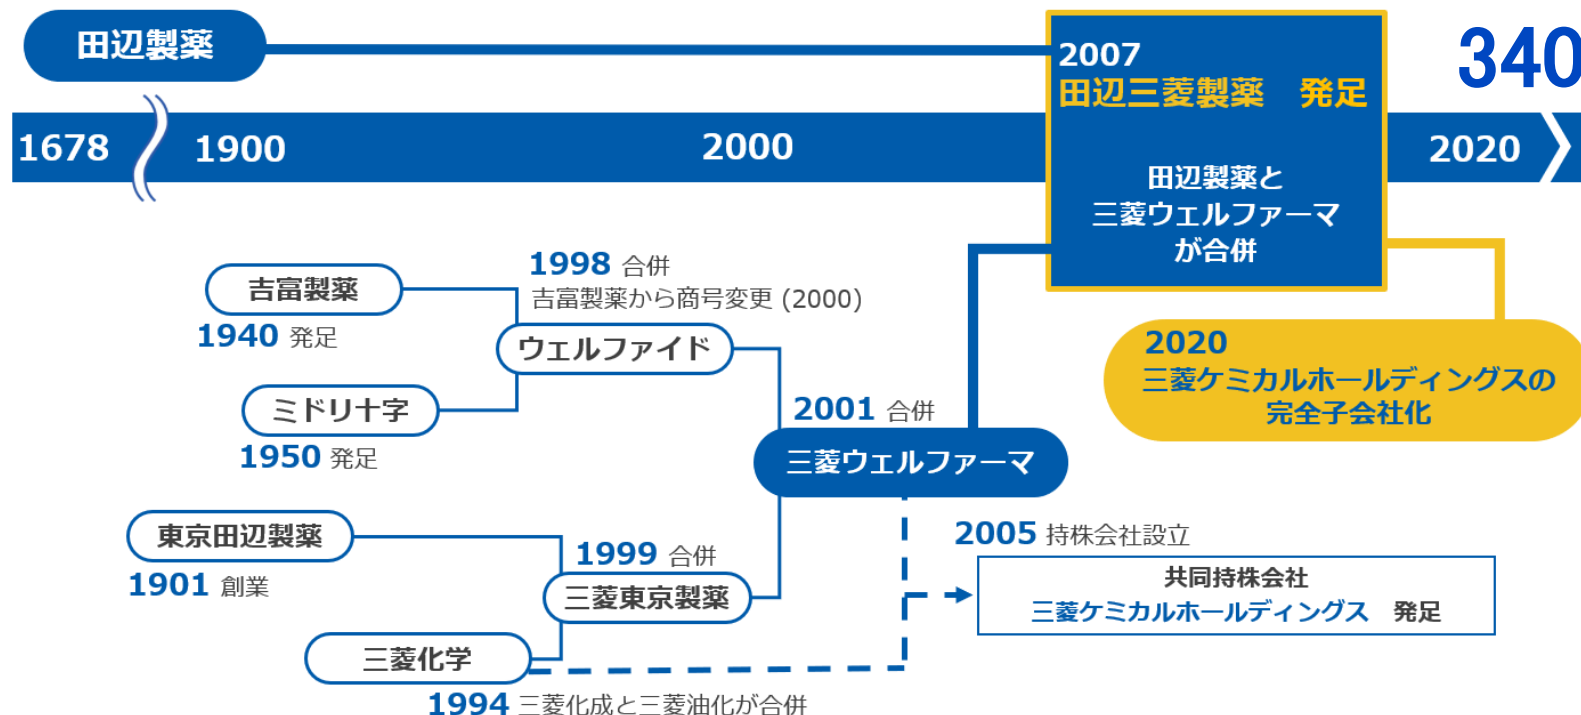 田辺製薬
340
2007
田辺三菱製薬　発足
1678
1900
2000
2020
田辺製薬と
三菱ウェルファーマ
が合併
1998 合併
吉富製薬から商号変更 (2000)
吉富製薬
1940 発足
ウェルファイド
2020
三菱ケミカルホールディングスの
完全子会社化
ミドリ十字
1950 発足
2001 合併
三菱ウェルファーマ
東京田辺製薬
1901 創業
1999 合併
三菱東京製薬
2005 持株会社設立
共同持株会社
三菱ケミカルホールディングス　発足
三菱化学
1994 三菱化成と三菱油化が合併